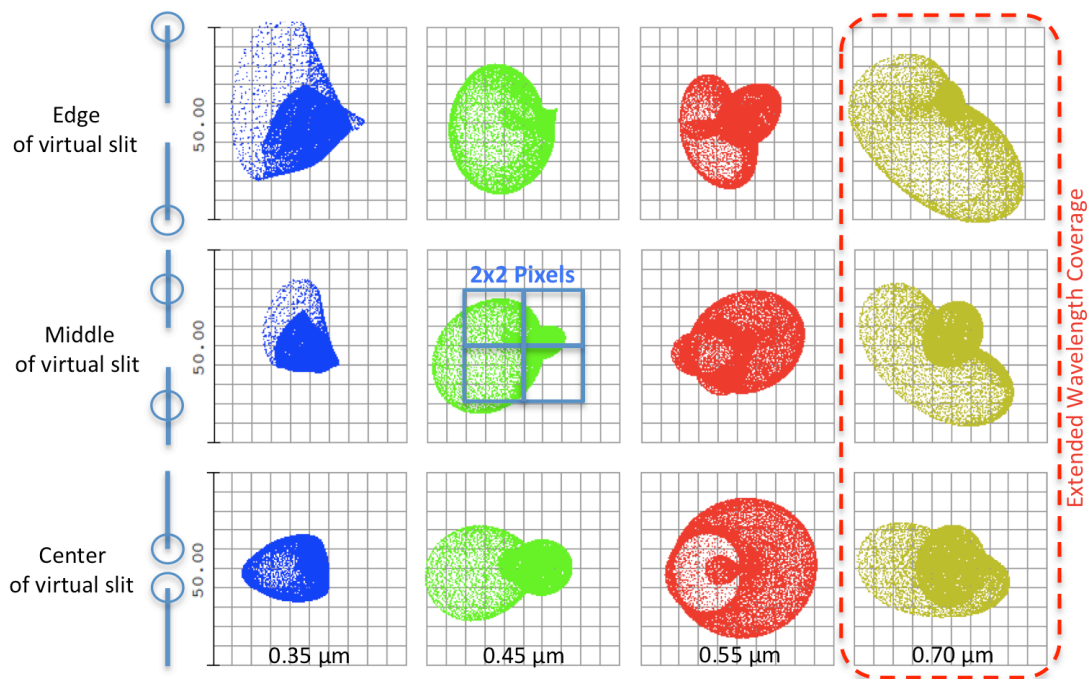 Edge
of virtual slit
50.00
Middle
of virtual slit
50.00
2x2 Pixels
Center
of virtual slit
50.00
0.35 µm
0.45 µm
0.55 µm
0.70 µm
Extended Wavelength Coverage